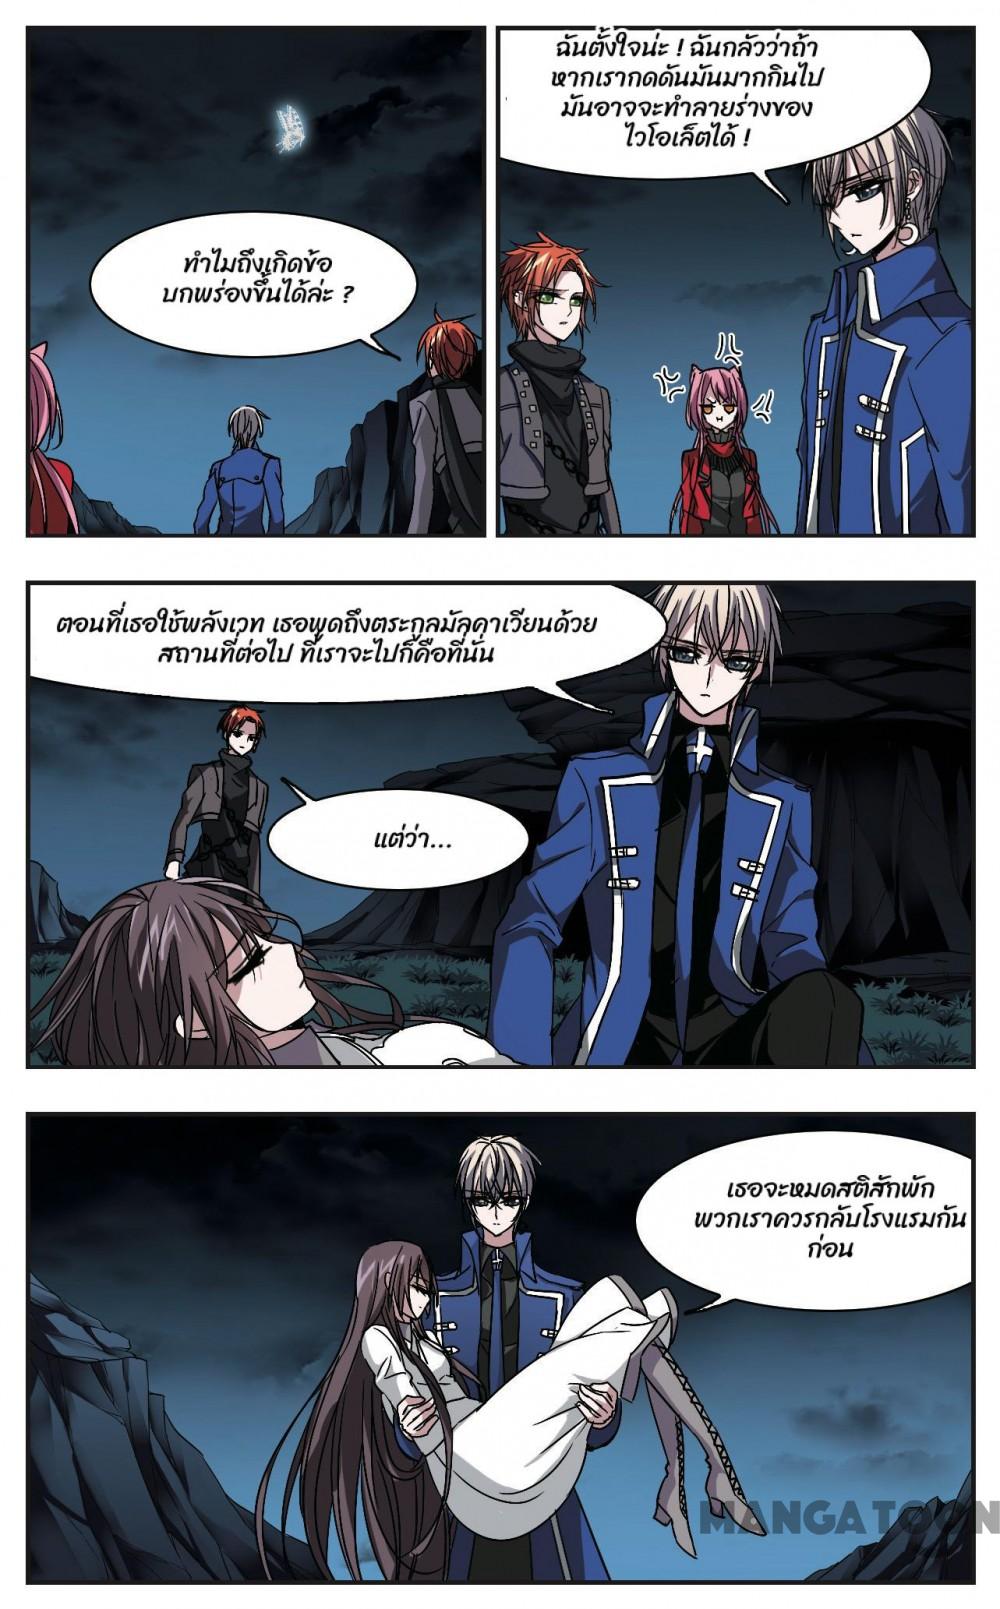 ทำไมถึงเกิดข้อ
บกพร่องขึ้นได้ล่ะ ?
ฉันตั้งใจน่ะ ! ฉันกลัวว่าถ้า
หากเรากดดันมันมากกินไป
มันอาจจะทำลายร่างของ
ไวโอเล็ตได้ !
ตอนที่เธอใช้พลังเวท เธอพูดถึงตระกูลมัลคาเวียนด้วย
สถานที่ต่อไป ที่เราจะไปก็คือที่นั่น
แต่ว่า...
เธอจะหมดสติสักพัก
พวกเราควรกลับโรงแรมกัน
ก่อน
MANGATOON